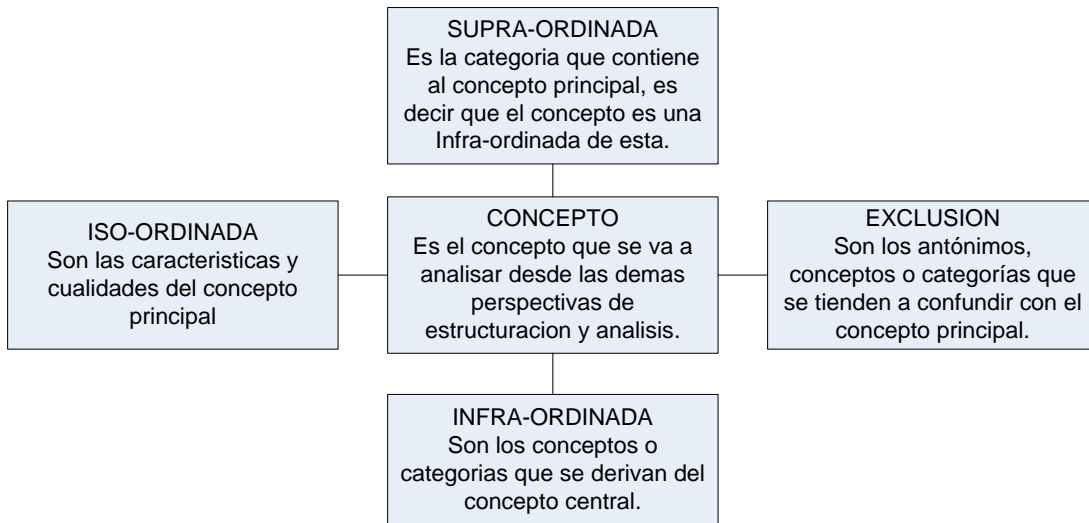 SUPRA-ORDINADA
Es la categoria que contiene
al concepto principal, es
decir que el concepto es una
Infra-ordinada de esta.
ISO-ORDINADA
Son las caracteristicas y
cualidades del concepto
principal
CONCEPTO
Es el concepto que se va a
analisar desde las demas
perspectivas de
estructuracion y analisis.
EXCLUSION
Son los antónimos,
conceptos o categorías que
se tienden a confundir con el
concepto principal.
INFRA-ORDINADA
Son los conceptos o
categorias que se derivan del
concepto central.